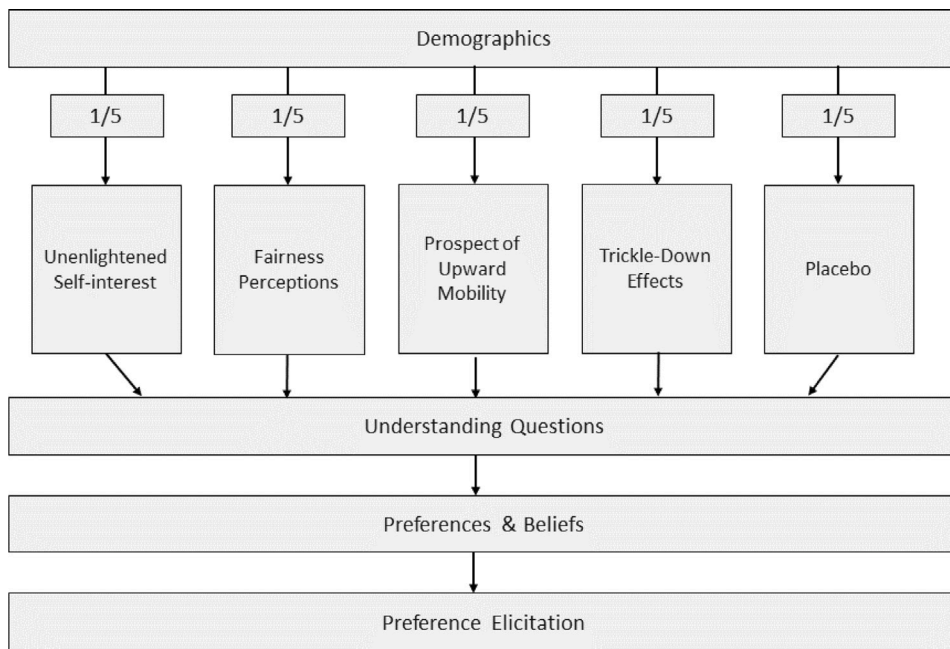 Demographics
1/5
1/5
1/5
1/5
1/5
Unenlightened
Self-interest
Fairness
Perceptions
Prospect of
Upward
Mobility
Trickle-Down
Effects
Placebo
Understanding Questions
Preferences & Beliefs
Preference Elicitation